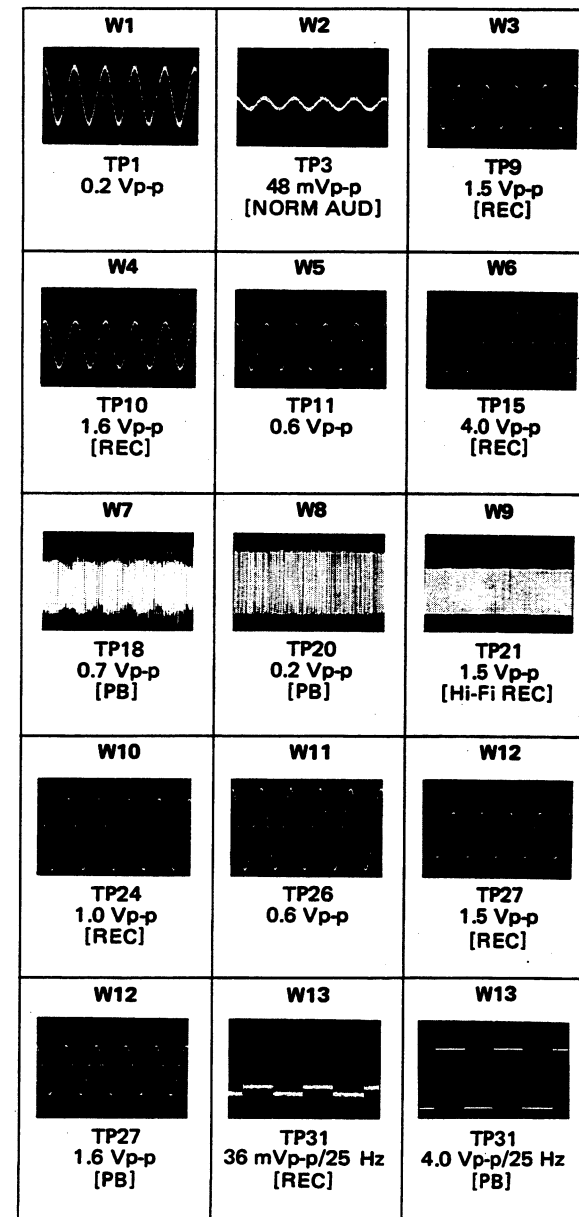 W1
W2
W3
TP1
0.2 Vp-p
TP3
48 mVp-p
[NORM AUD]
TP9
1.5 Vp-p
[REC]
W4
W5
W6
TP10
1.6 Vp-p
[REC]
TP11
0.6 Vp-p
TP15
4.0 Vp-p
[REC]
W7
W8
W9
TP18
0.7 Vp-p
[PB]
TP20
0.2 Vp-p
[PB]
TP21
1.5 Vp-p
[Hi-Fi REC]
W10
W11
W12
TP24
1.0 Vp-p
[REC]
TP26
0.6 Vp-p
TP27
1.5 Vp-p
[REC]
W12
W13
W13
TP27
1.6 Vp-p
[PB]
TP31
36 mVp-p/25 Hz
[REC]
TP31
4.0 Vp-p/25 Hz
[PB]